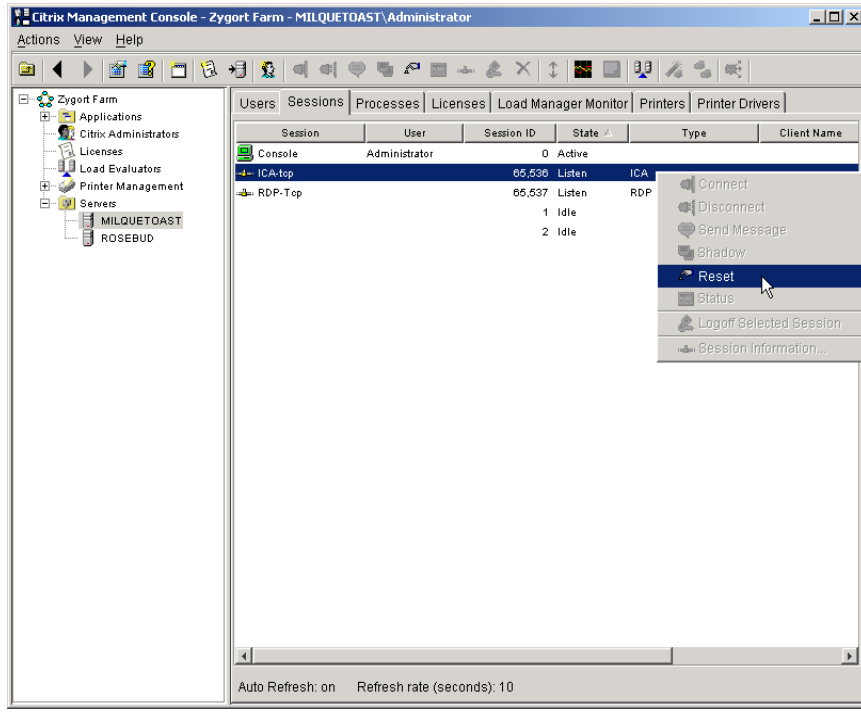 Citrix Management Console - Zygort Farm - MILQUETOAST\Administrator
Actions View Help
Zygort Farm
Applications
Citrix Administrators
Licenses
Load Evaluators
Printer Management
Servers
MILQUETOAST
ROSEBUD
Users Sessions Processes Licenses Load Manager Monitor Printers Printer Drivers
Session User Session ID State Type Client Name
Console Administrator 0 Active
ICA-tcp 65,536 Listen ICA
RDP-Tcp 65,537 Listen RDP
1 Idle
2 Idle
Connect
Disconnect
Send Message
Shadow
Reset
Status
Logoff Selected Session
Session Information...
Auto Refresh: on Refresh rate (seconds): 10